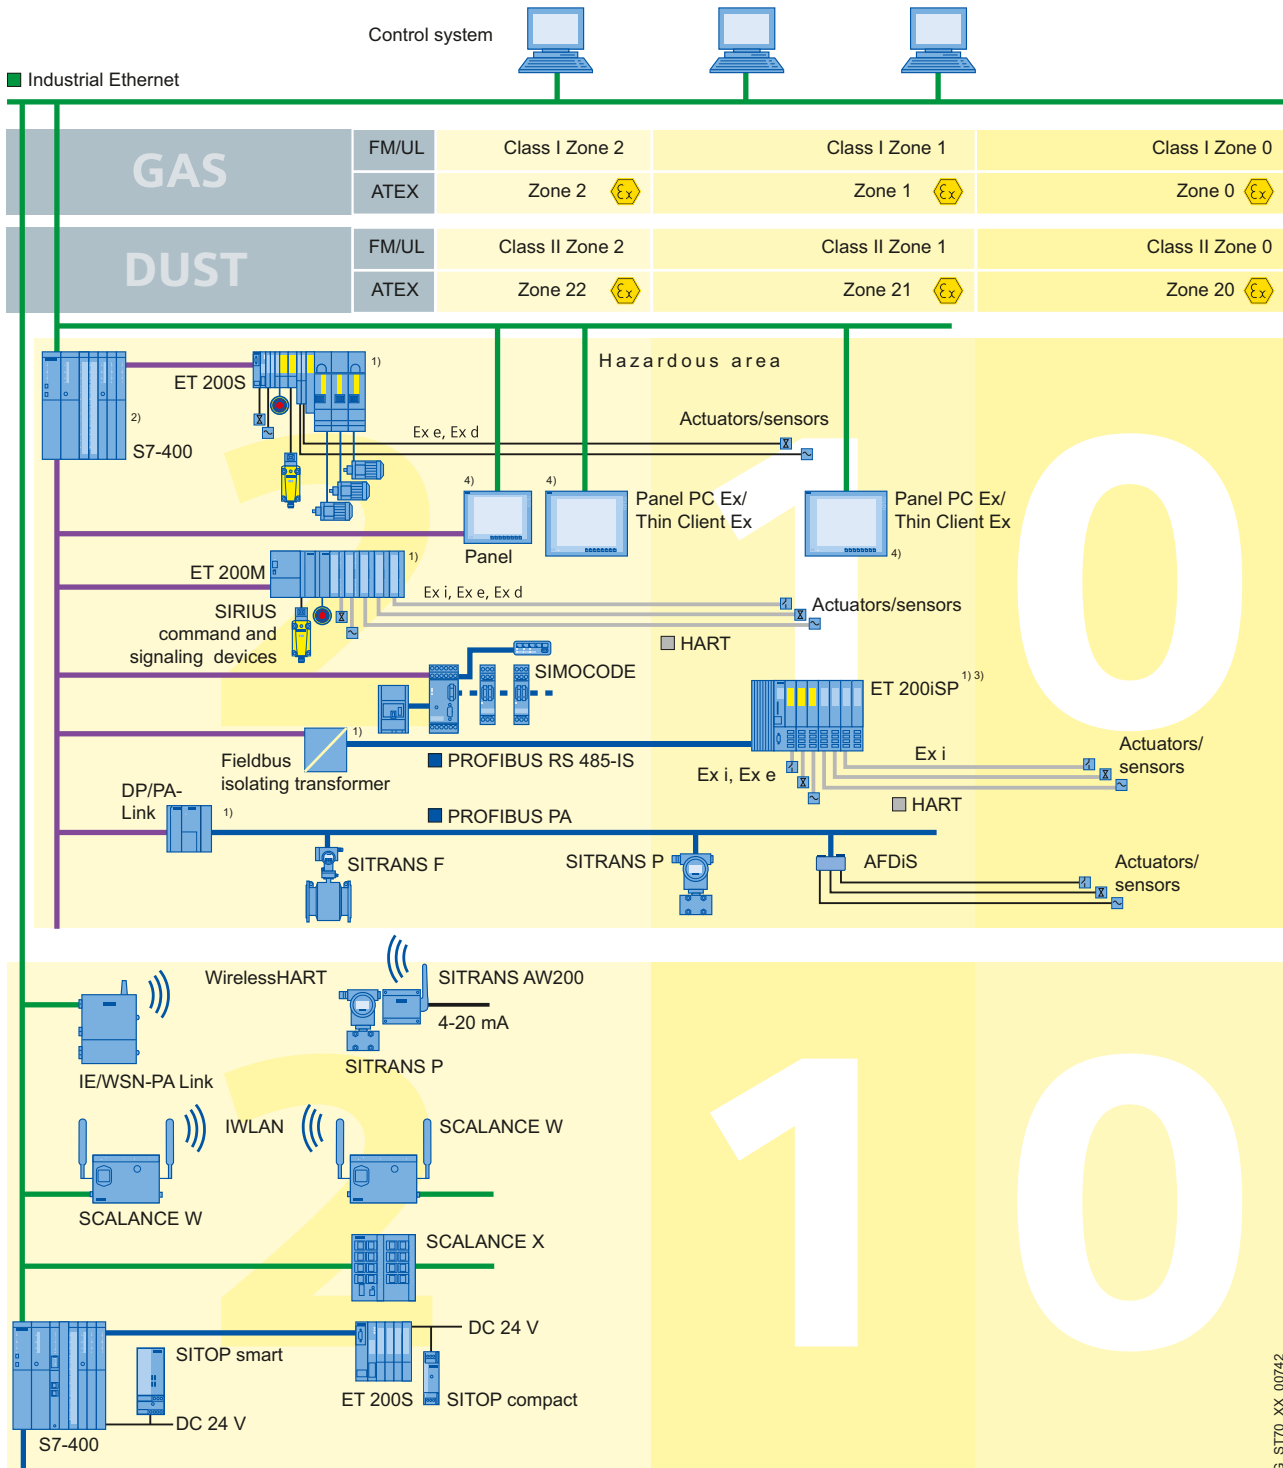 Control system
Industrial Ethernet
GAS
FM/UL
Class I Zone 2
Class I Zone 1
Class I Zone 0
ATEX
Zone 2
Zone 1
Zone 0
DUST
FM/UL
Class II Zone 2
Class II Zone 1
Class II Zone 0
ATEX
Zone 22
Zone 21
Zone 20
Hazardous area
2 1 0
ET 200S 1)
S7-400 2)
Ex e, Ex d
Actuators/sensors
4)
Panel
4)
Panel PC Ex/
Thin Client Ex
Panel PC Ex/
Thin Client Ex
4)
ET 200M 1)
Ex i, Ex e, Ex d
Actuators/sensors
SIRIUS
command and
signaling devices
HART
SIMOCODE
ET 200iSP 1) 3)
Fieldbus
isolating transformer
1)
PROFIBUS RS 485-IS
Ex i, Ex e
Ex i
Actuators/
sensors
HART
DP/PA-
Link
1)
PROFIBUS PA
SITRANS F
SITRANS P
AFDiS
Actuators/
sensors
2 1 0
WirelessHART
SITRANS AW200
4-20 mA
SITRANS P
IE/WSN-PA Link
IWLAN
SCALANCE W
SCALANCE W
SCALANCE X
DC 24 V
SITOP smart
ET 200S
SITOP compact
DC 24 V
S7-400
G_ST70_XX_00742